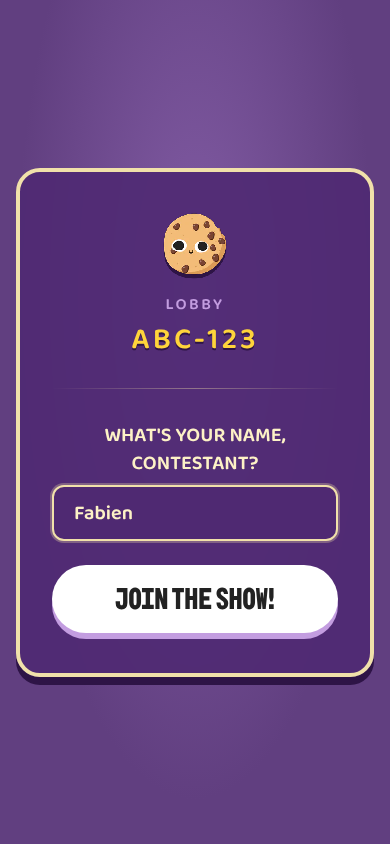 LOBBY
ABC-123
WHAT'S YOUR NAME,
CONTESTANT?
Fabien
JOIN THE SHOW!